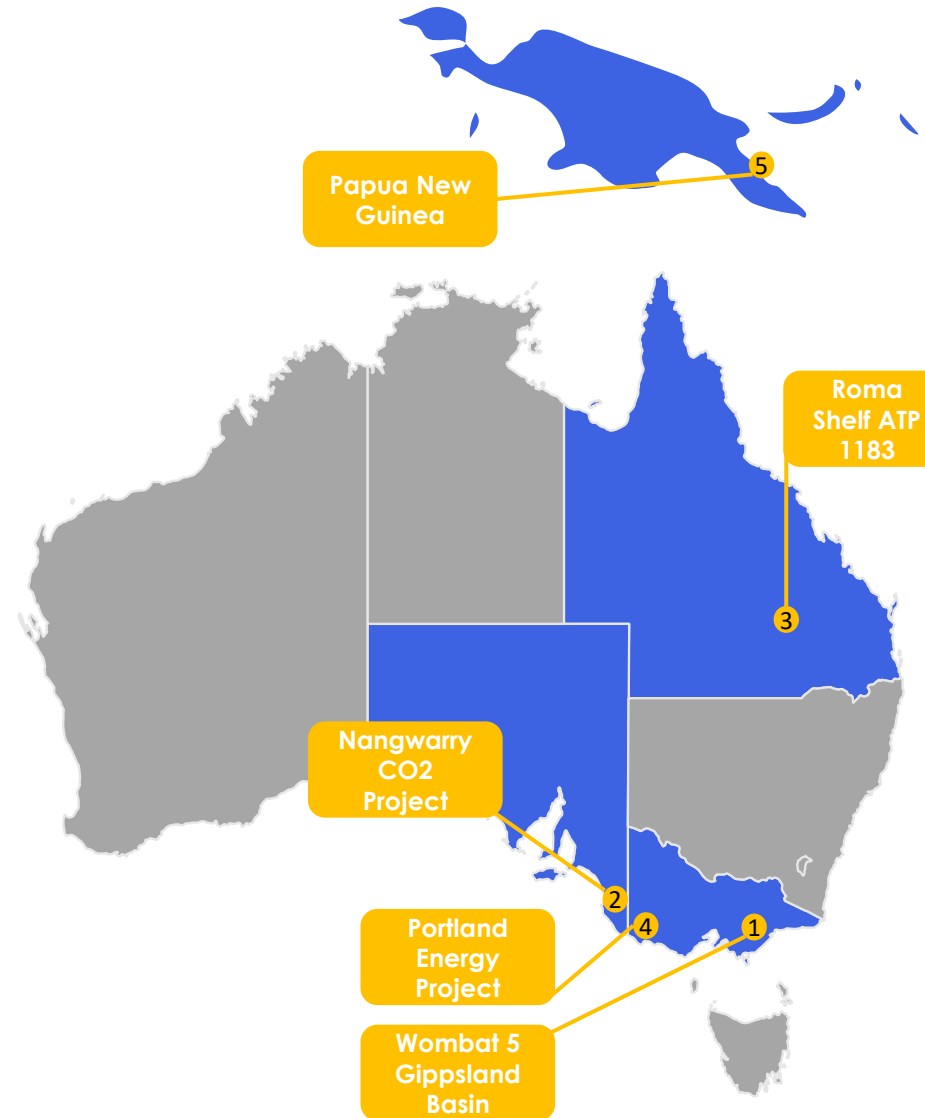 5
Papua New
Guinea
Roma
Shelf ATP
1183
3
Nangwarry
CO2
Project
2
4
1
Portland
Energy
Project
Wombat 5
Gippsland
Basin